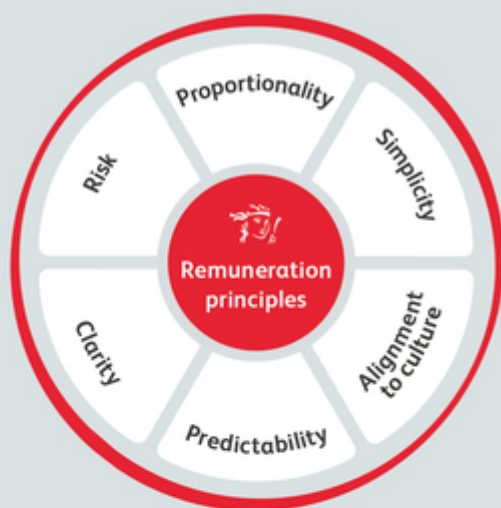 Proportionality
Simplicity
Alignment
to culture
Predictability
Clarity
Risk
Remuneration
principles